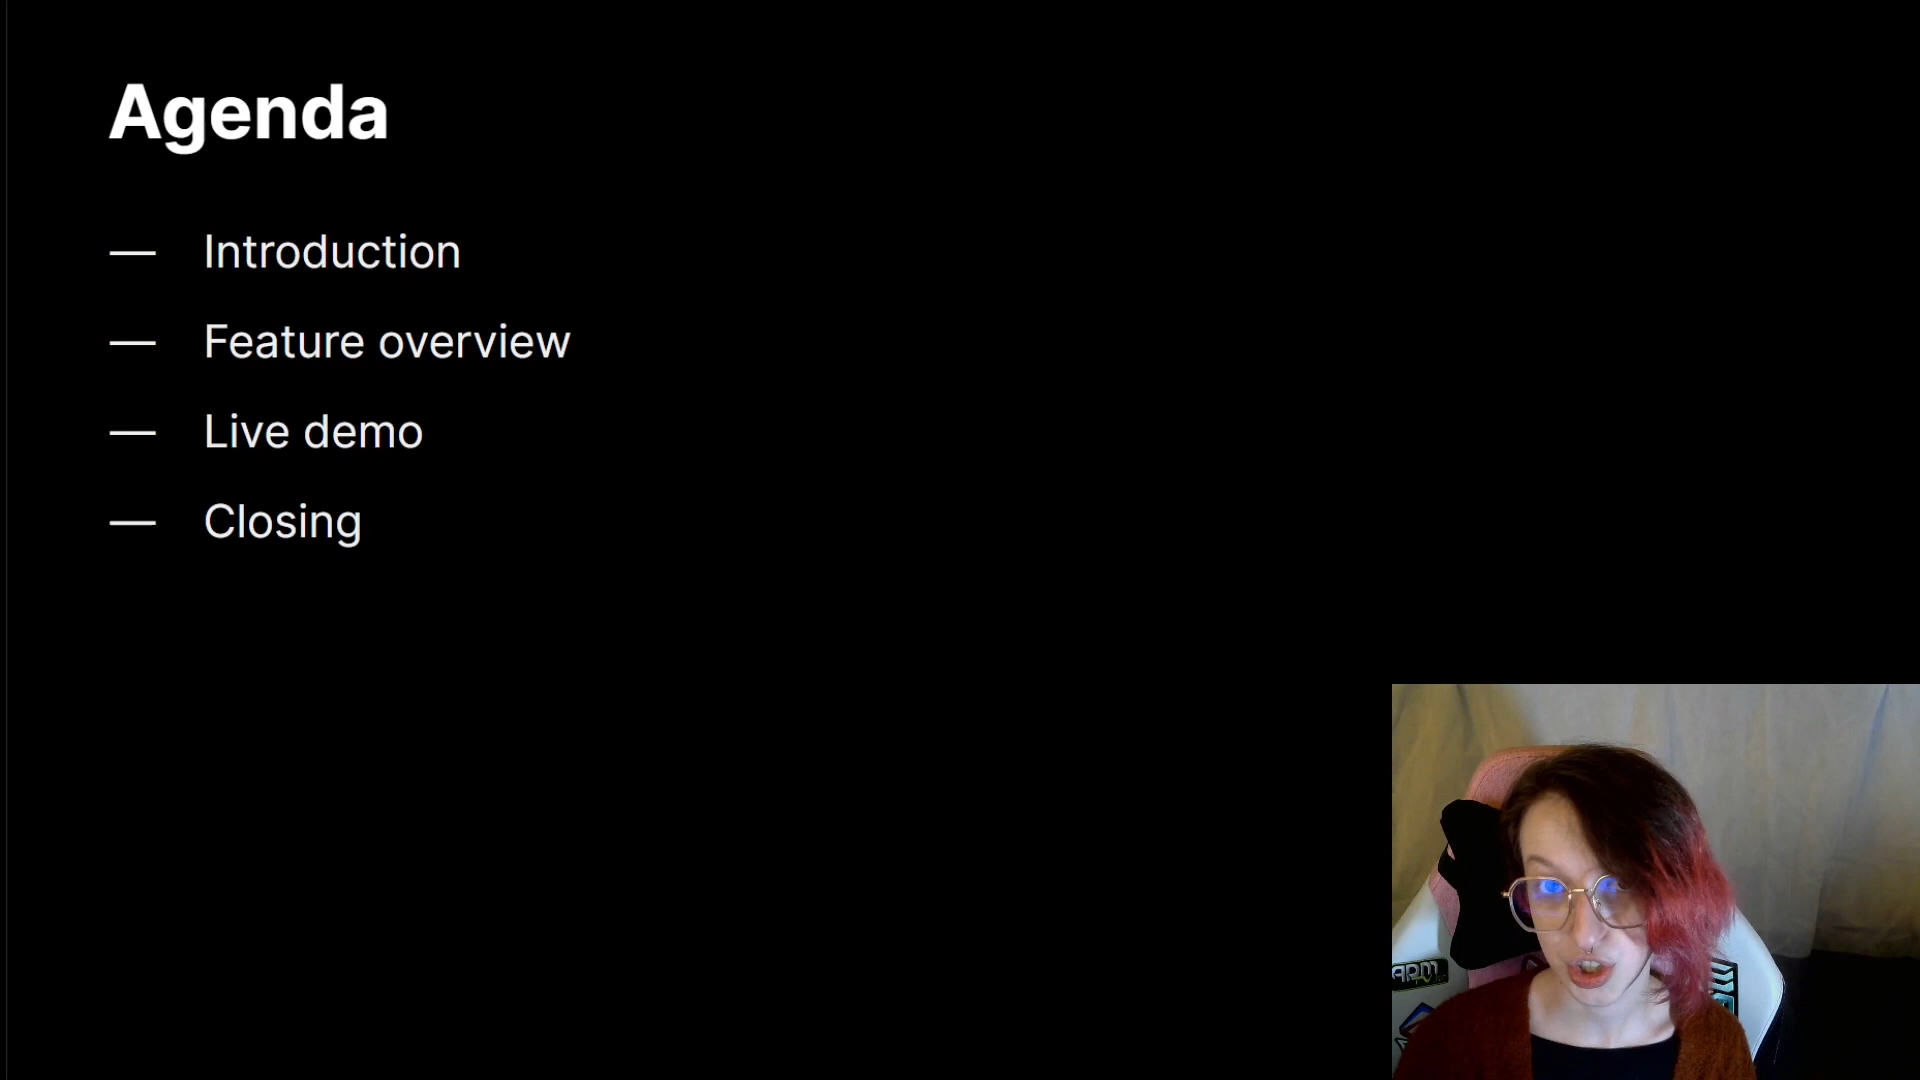 Agenda
— Introduction
— Feature overview
— Live demo
— Closing